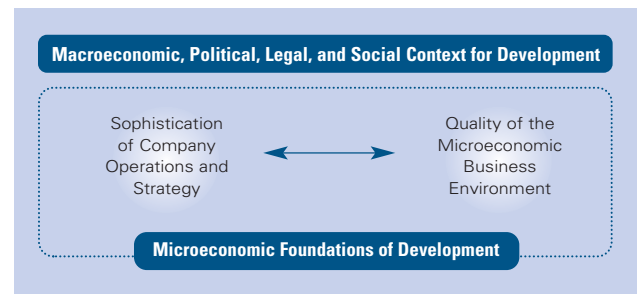 Macroeconomic, Political, Legal, and Social Context for Development
Sophistication
of Company
Operations and
Strategy
Quality of the
Microeconomic
Business
Environment
Microeconomic Foundations of Development